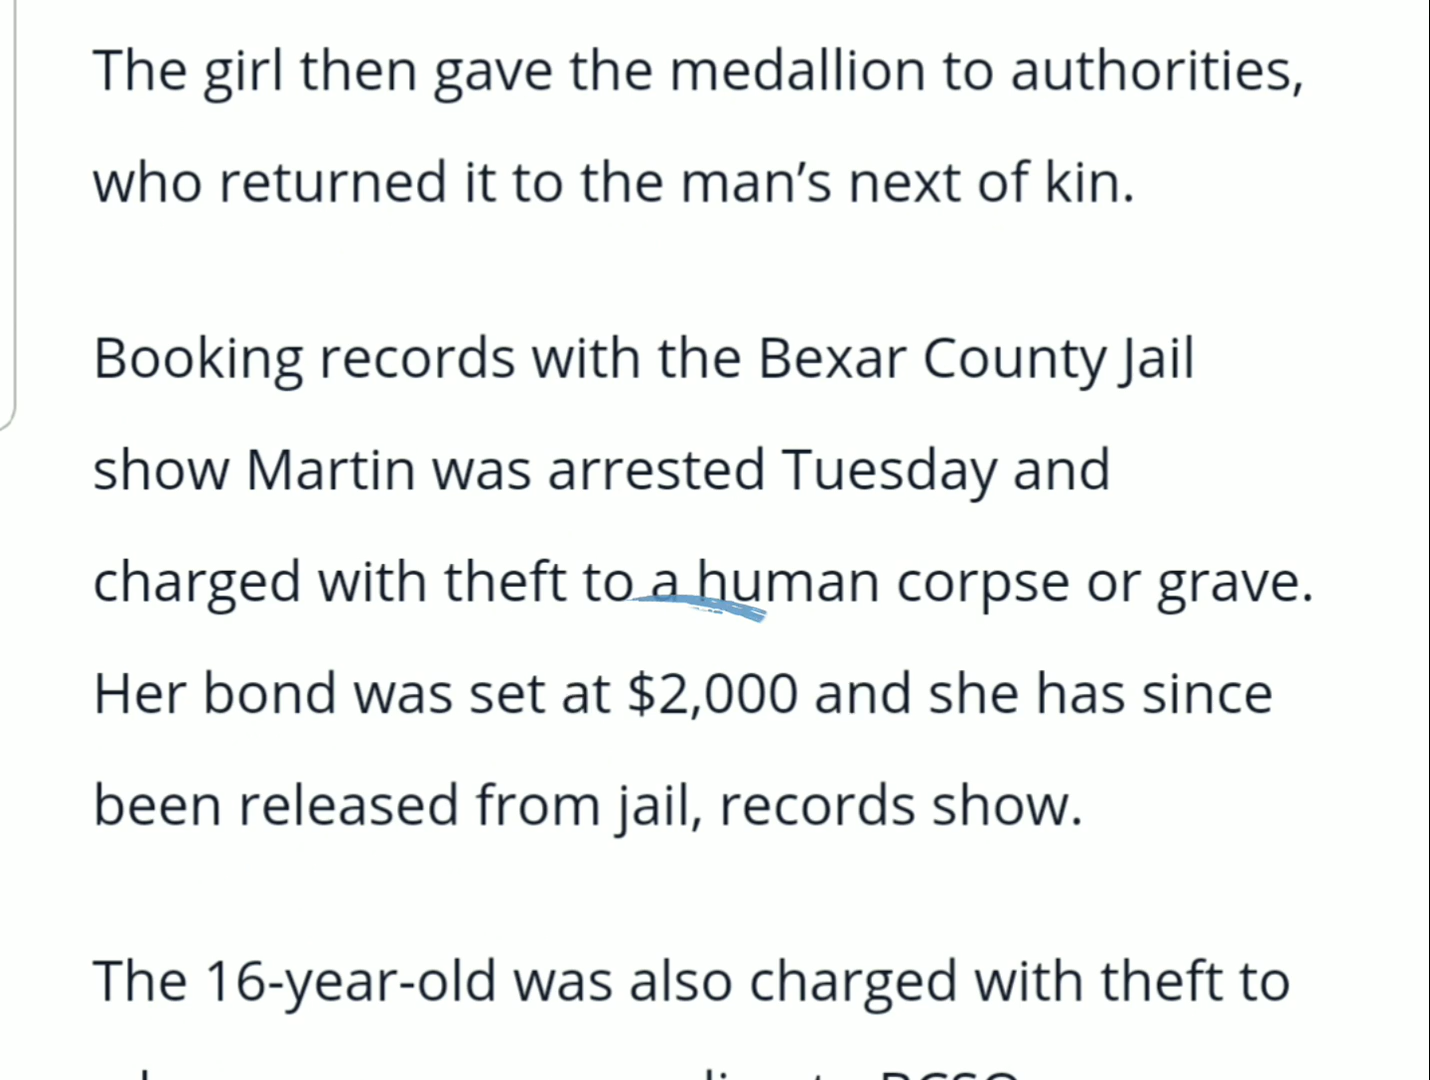 The girl then gave the medallion to authorities,
who returned it to the man’s next of kin.
Booking records with the Bexar County Jail
show Martin was arrested Tuesday and
charged with theft to a human corpse or grave.
Her bond was set at $2,000 and she has since
been released from jail, records show.
The 16-year-old was also charged with theft to